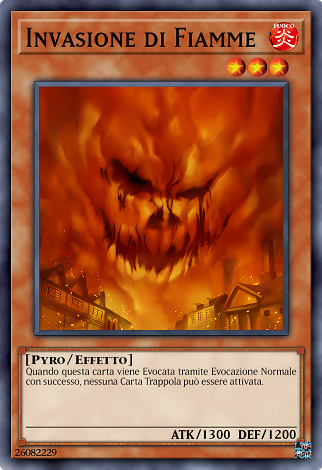 Invasione di Fiamme
FUOCO
炎
[Pyro/Effetto]
Quando questa carta viene Evocata tramite Evocazione Normale
con successo, nessuna Carta Trappola può essere attivata.
ATK/1300 DEF/1200
26082229